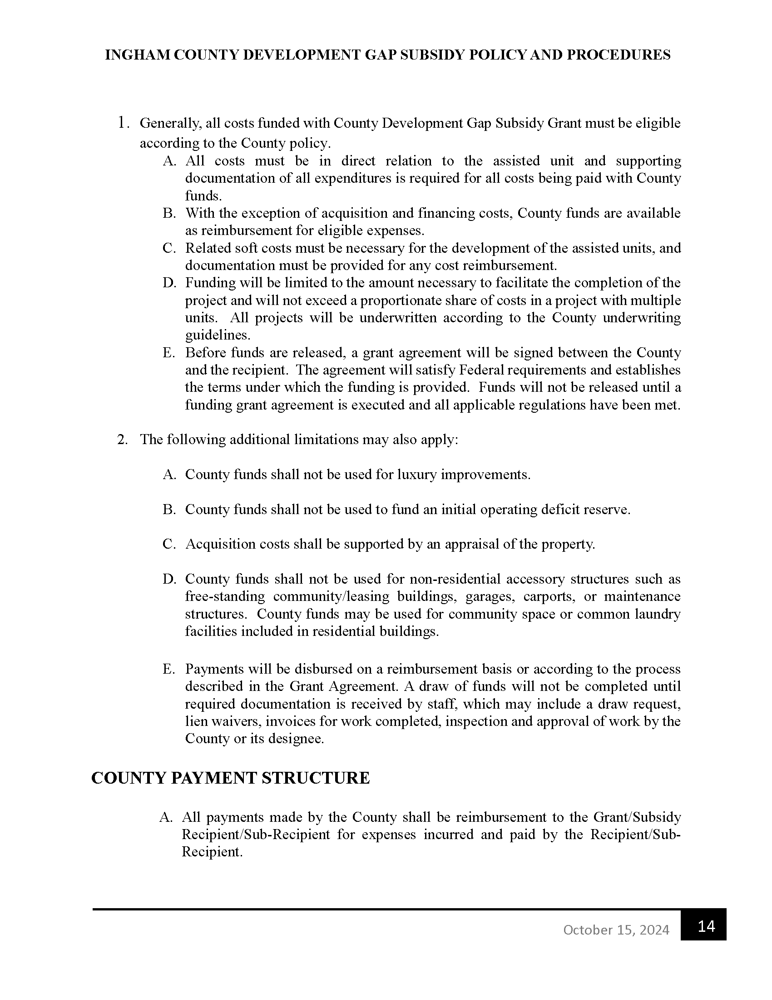 INGHAM COUNTY DEVELOPMENT GAP SUBSIDY POLICY AND PROCEDURES
1. Generally, all costs funded with County Development Gap Subsidy Grant must be eligible
according to the County policy.
A. All costs must be in direct relation to the assisted unit and supporting
documentation of all expenditures is required for all costs being paid with County
funds.
B. With the exception of acquisition and financing costs, County funds are available
as reimbursement for eligible expenses.
C. Related soft costs must be necessary for the development of the assisted units, and
documentation must be provided for any cost reimbursement.
D. Funding will be limited to the amount necessary to facilitate the completion of the
project and will not exceed a proportionate share of costs in a project with multiple
units. All projects will be underwritten according to the County underwriting
guidelines.
E. Before funds are released, a grant agreement will be signed between the County
and the recipient. The agreement will satisfy Federal requirements and establishes
the terms under which the funding is provided. Funds will not be released until a
funding grant agreement is executed and all applicable regulations have been met.
2. The following additional limitations may also apply:
A. County funds shall not be used for luxury improvements.
B. County funds shall not be used to fund an initial operating deficit reserve.
C. Acquisition costs shall be supported by an appraisal of the property.
D. County funds shall not be used for non-residential accessory structures such as
free-standing community/leasing buildings, garages, carports, or maintenance
structures. County funds may be used for community space or common laundry
facilities included in residential buildings.
E. Payments will be disbursed on a reimbursement basis or according to the process
described in the Grant Agreement. A draw of funds will not be completed until
required documentation is received by staff, which may include a draw request,
lien waivers, invoices for work completed, inspection and approval of work by the
County or its designee.
COUNTY PAYMENT STRUCTURE
A. All payments made by the County shall be reimbursement to the Grant/Subsidy
Recipient/Sub-Recipient for expenses incurred and paid by the Recipient/Sub-
Recipient.
October 15, 2024 14